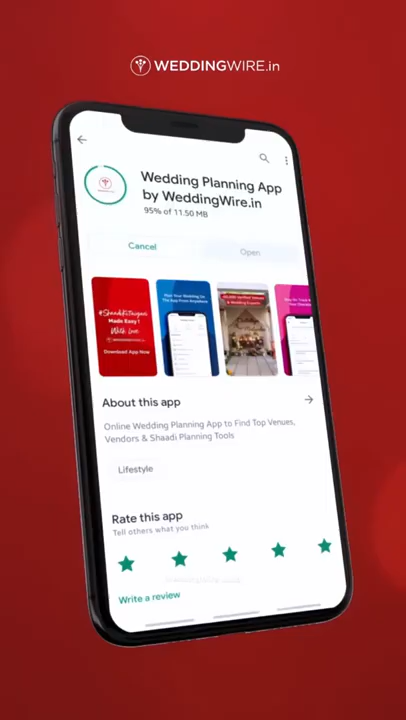 WEDDINGWIRE.in
Wedding Planning App
by WeddingWire.in
95% of 11.50 MB
Cancel
Open
#ShaadiKiTaiyari
Made Easy!
With Love
Download App Now
Plan Your Wedding On
The App From Anywhere
About this app
Online Wedding Planning App to Find Top Venues,
Vendors & Shaadi Planning Tools
Lifestyle
Rate this app
Tell others what you think
Write a review